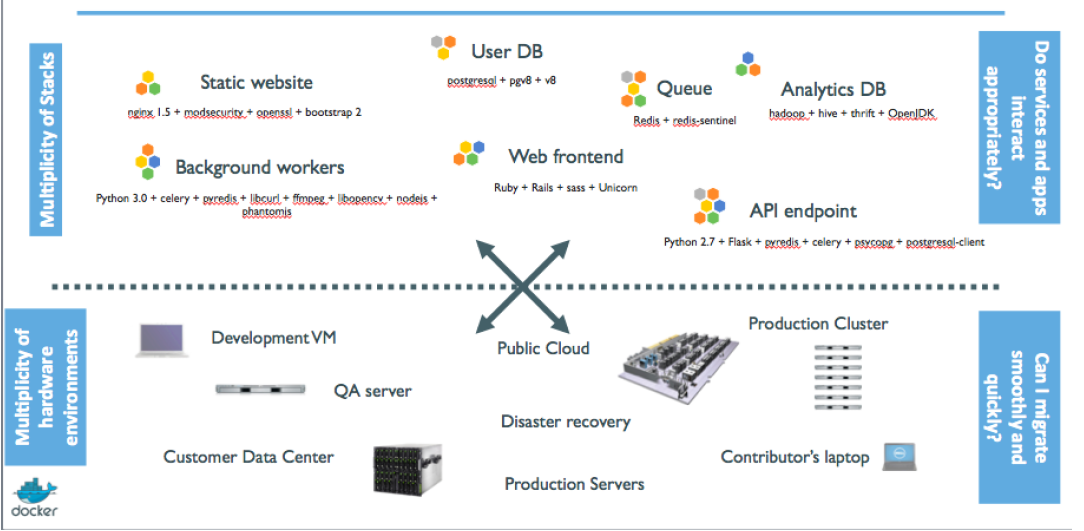 Multiplicity of Stacks
Static website
nginx 1.5 + modsecurity + openssl + bootstrap 2
User DB
postgresql + pgv8 + v8
Queue
Redis + redis-sentinel
Analytics DB
hadoop + hive + thrift + OpenJDK
Background workers
Python 3.0 + celery + pyredis + libcurl + ffmpeg + libopencv + nodejs +
phantomjs
Web frontend
Ruby + Rails + sass + Unicorn
API endpoint
Python 2.7 + Flask + pyredis + celery + psycopg + postgresql-client
Do services and apps
interact
appropriately?
Multiplicity of
hardware
environments
Development VM
QA server
Customer Data Center
Public Cloud
Disaster recovery
Production Servers
Production Cluster
Contributor's laptop
DELL
Can I migrate
smoothly and
quickly?
docker